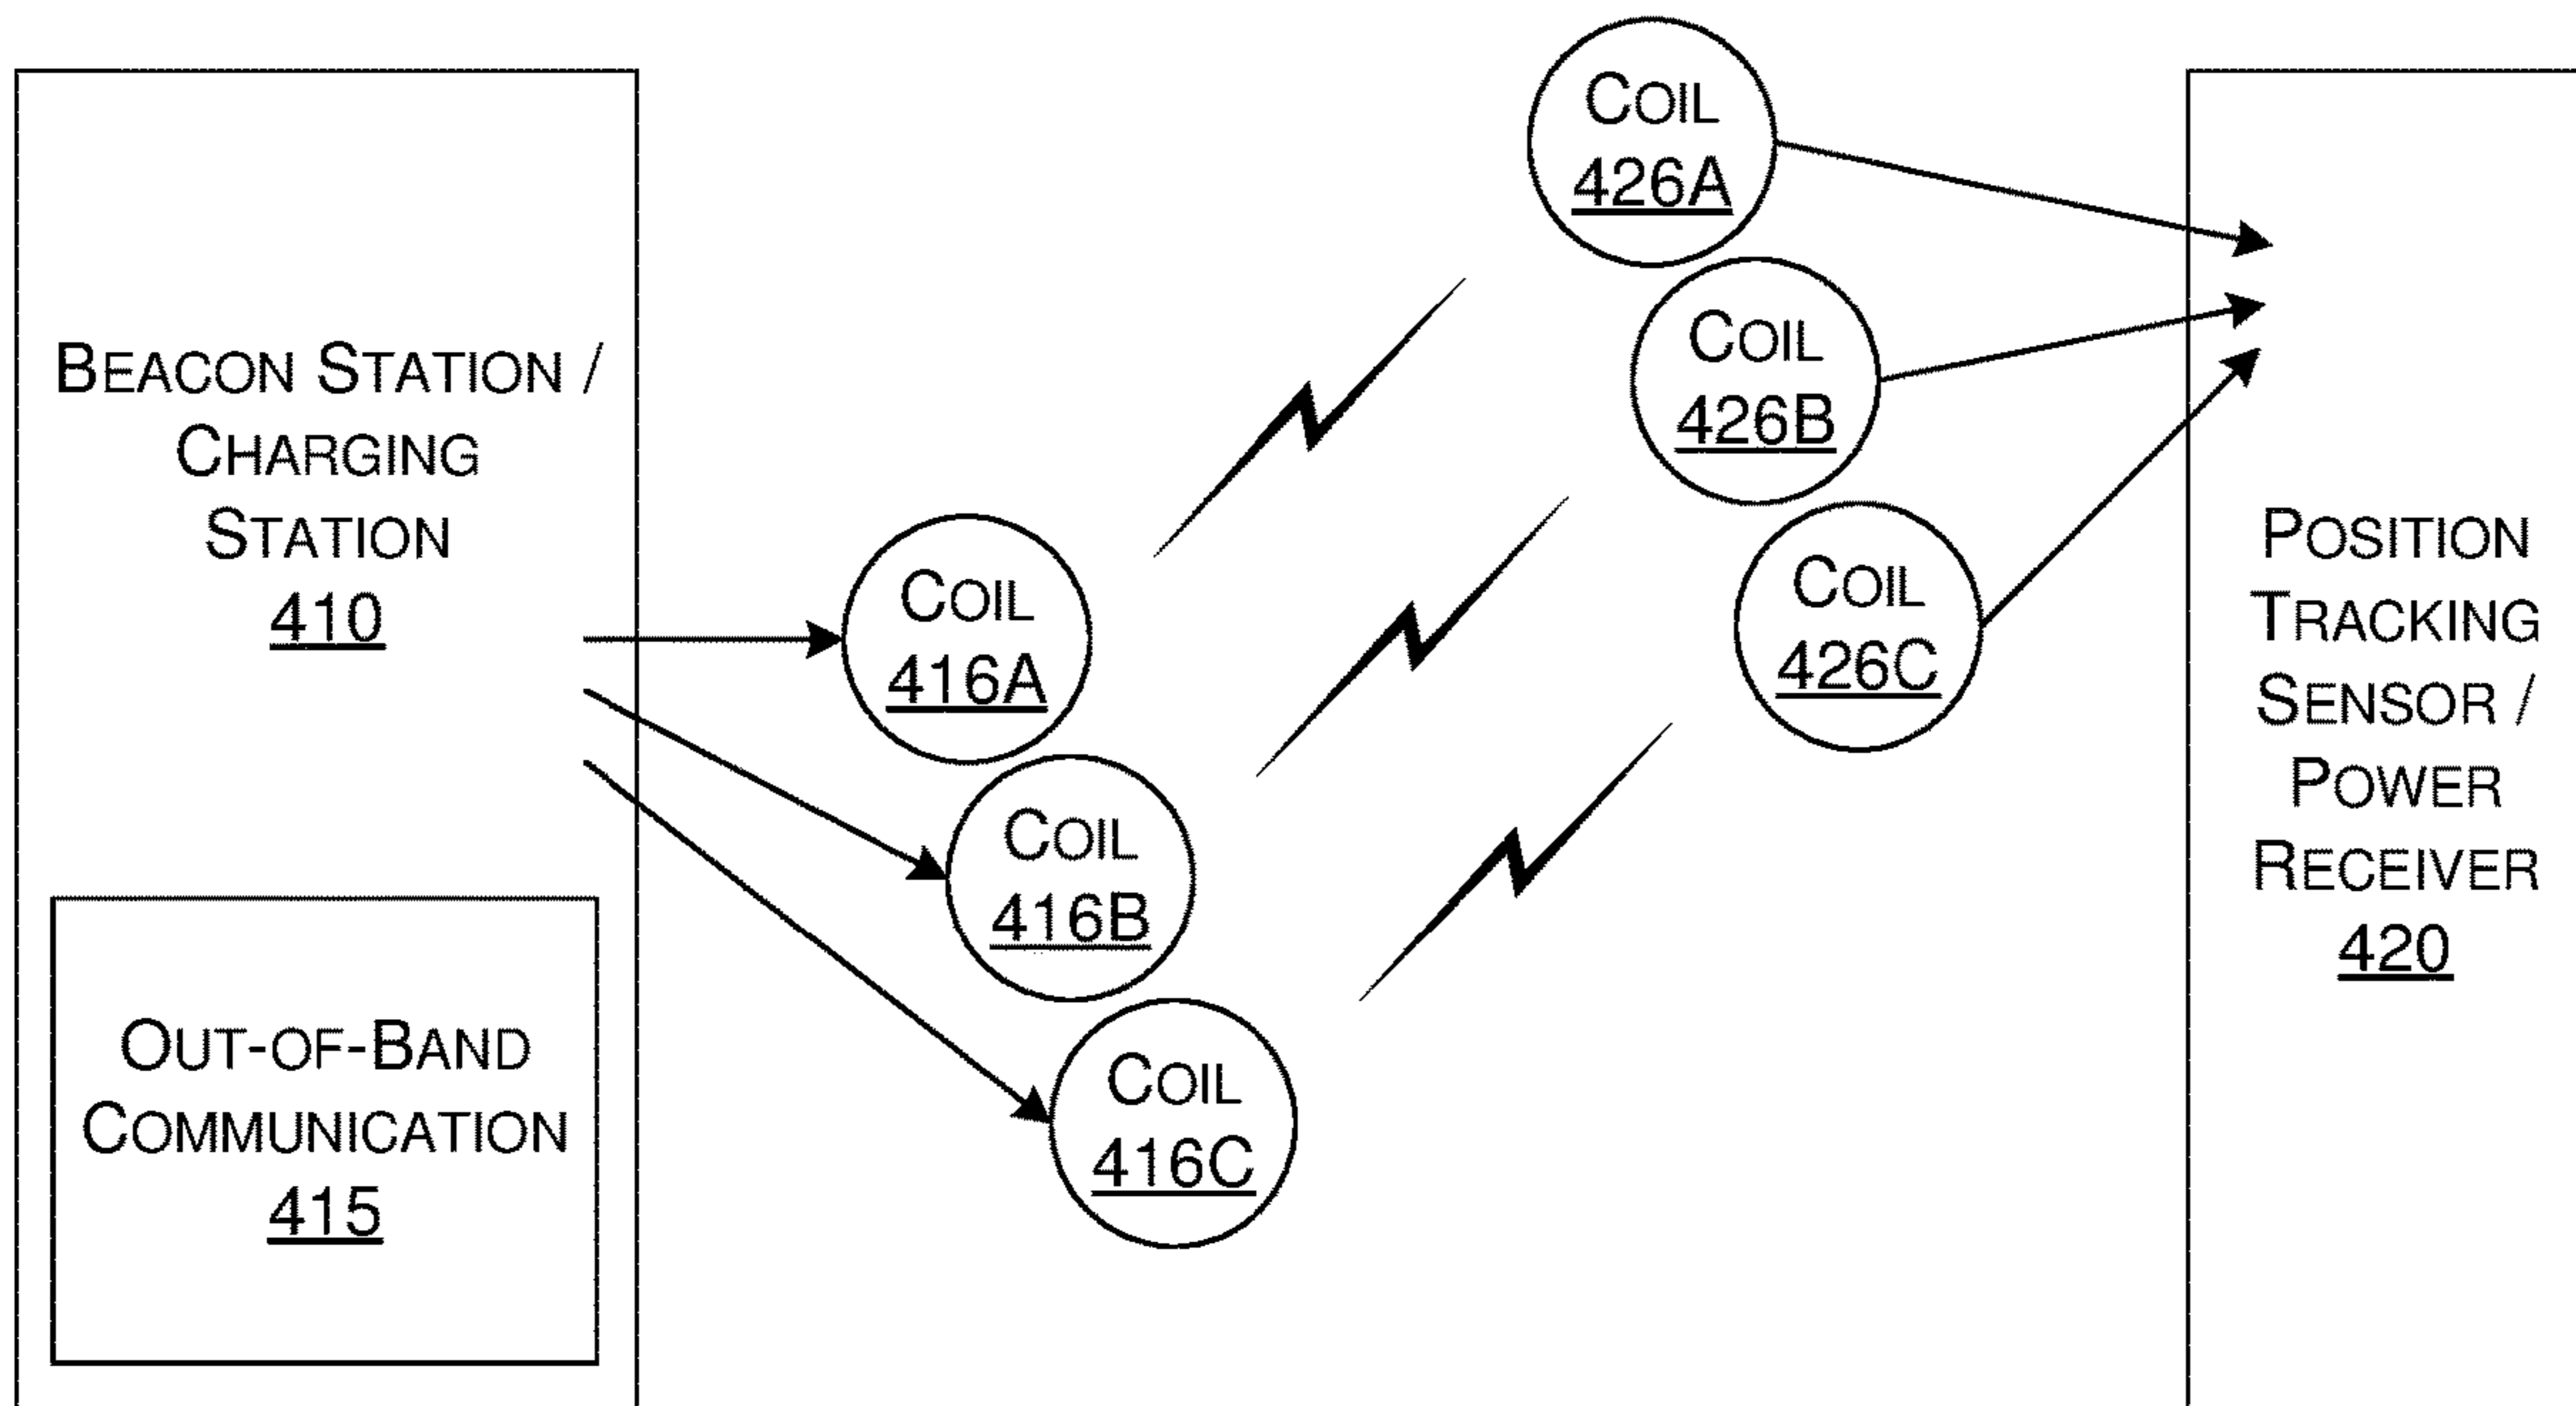 BEACON STATION /
CHARGING
STATION
410
OUT-OF-BAND
COMMUNICATION
415
COIL
416A
COIL
416B
COIL
416C
COIL
426A
COIL
426B
COIL
426C
POSITION
TRACKING
SENSOR /
POWER
RECEIVER
420